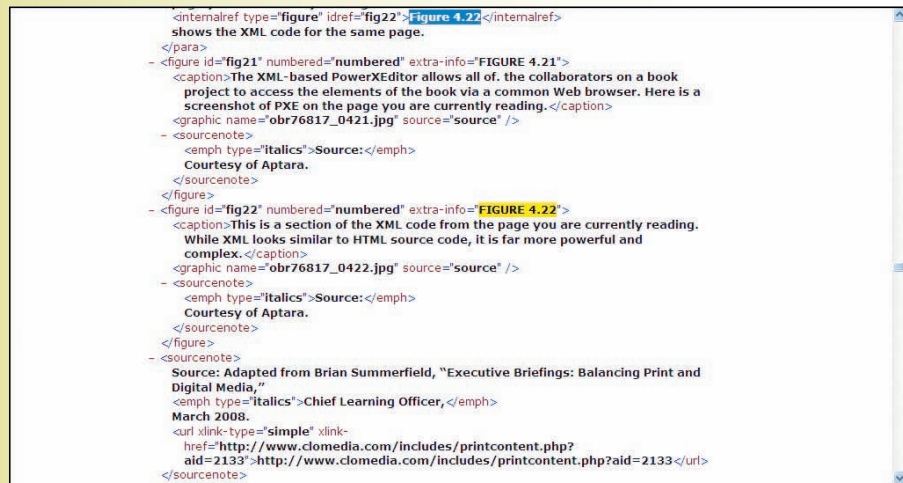 <internalref type="figure" idref="fig22">Figure 4.22</internalref>
shows the XML code for the same page.
</para>
- <figure id="fig21" numbered="numbered" extra-info="FIGURE 4.21">
<caption>The XML-based PowerXEditor allows all of. the collaborators on a book
project to access the elements of the book via a common Web browser. Here is a
screenshot of PXE on the page you are currently reading.</caption>
<graphic name="obr76817_0421.jpg" source="source" />
- <sourcenote>
<emph type="italics">Source:</emph>
Courtesy of Aptara.
</sourcenote>
</figure>
- <figure id="fig22" numbered="numbered" extra-info="FIGURE 4.22">
<caption>This is a section of the XML code from the page you are currently reading.
While XML looks similar to HTML source code, it is far more powerful and
complex.</caption>
<graphic name="obr76817_0422.jpg" source="source" />
- <sourcenote>
<emph type="italics">Source:</emph>
Courtesy of Aptara.
</sourcenote>
</figure>
- <sourcenote>
Source: Adapted from Brian Summerfield, “Executive Briefings: Balancing Print and
Digital Media,”
<emph type="italics">Chief Learning Officer,</emph>
March 2008.
<url xlink-type="simple" xlink-
href="http://www.clomedia.com/includes/printcontent.php?
aid=2133">http://www.clomedia.com/includes/printcontent.php?aid=2133</url>
</sourcenote>